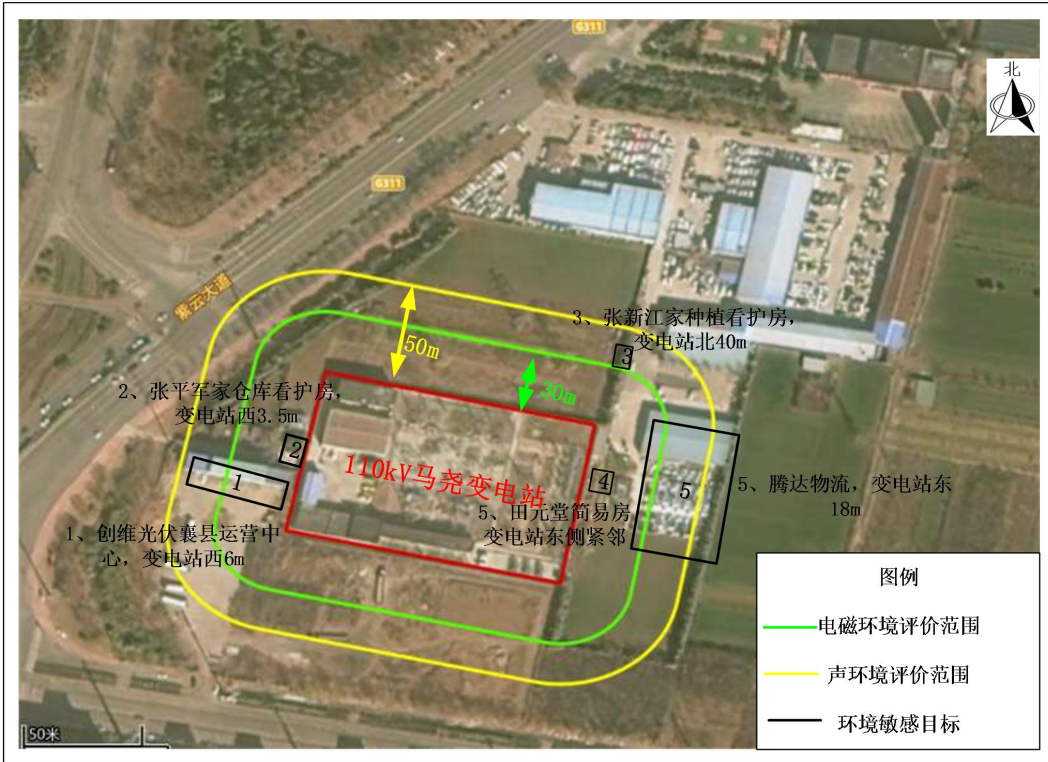 G311
北
G311
紫云大道
50m
3、张新江家种植看护房，
变电站北40m
3
30m
2、张平军家仓库看护房，
变电站西3.5m
2
110kV马尧变电站
1
4
5
5、腾达物流，变电站东
18m
5、田元堂简易房
变电站东侧紧邻
1、创维光伏襄县运营中
心，变电站西6m
图例
电磁环境评价范围
声环境评价范围
环境敏感目标
50米